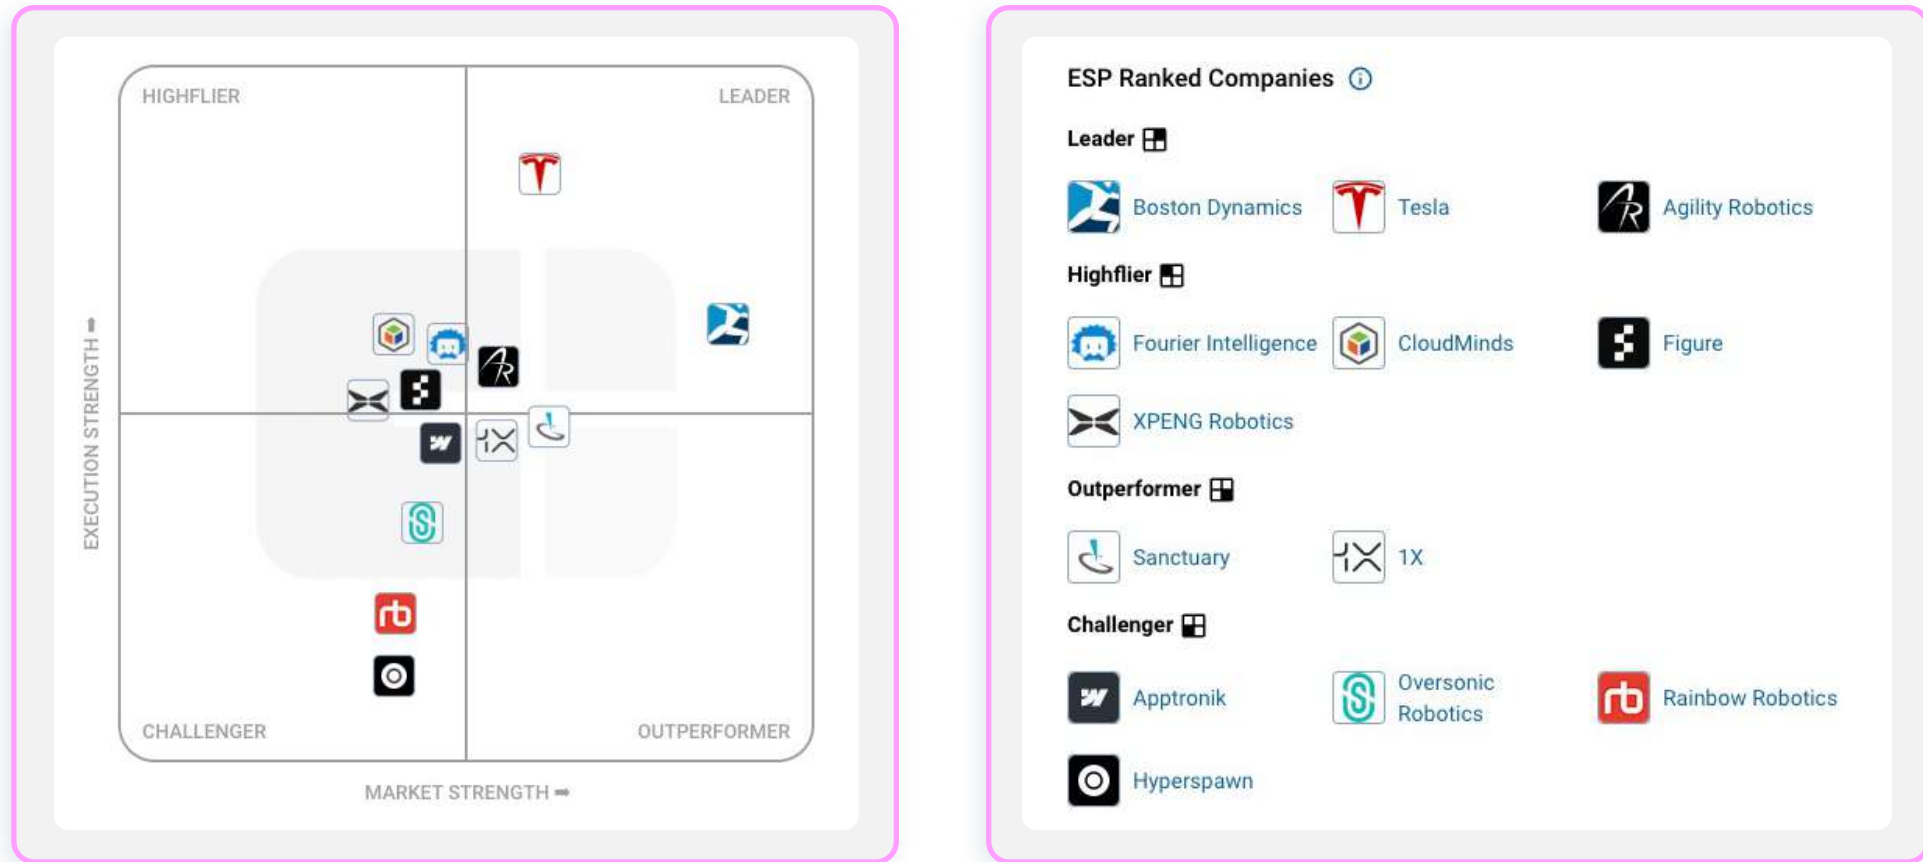 HIGHFLIER
LEADER
EXECUTION STRENGTH ➡
CHALLENGER
OUTPERFORMER
MARKET STRENGTH ➡
ESP Ranked Companies
Leader
Boston Dynamics
Tesla
Agility Robotics
Highflier
Fourier Intelligence
CloudMinds
Figure
XPENG Robotics
Outperformer
Sanctuary
1X
Challenger
Apptronik
Oversonic
Robotics
Rainbow Robotics
Hyperspawn